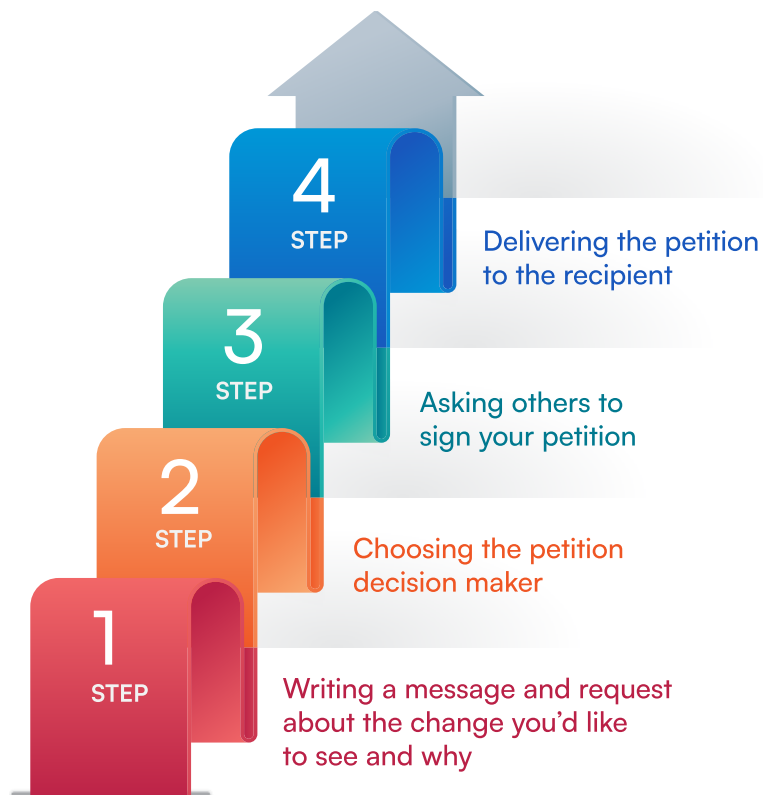 4
STEP
Delivering the petition
to the recipient
3
STEP
Asking others to
sign your petition
2
STEP
Choosing the petition
decision maker
1
STEP
Writing a message and request
about the change you’d like
to see and why